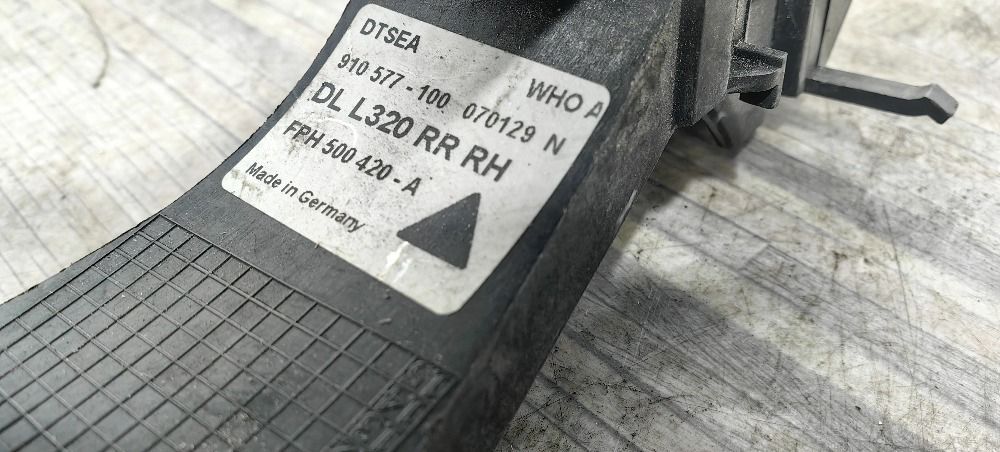 DTSEA
WHO A
910 577 - 100 070129 N
DL L320 RR RH
FPH 500 420 - A
Made in Germany